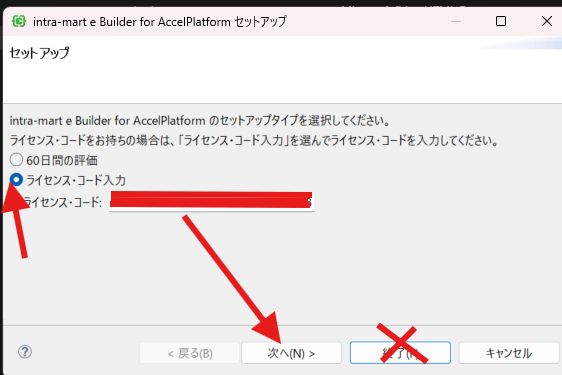 intra-mart e Builder for AccelPlatform セットアップ
セットアップ
intra-mart e Builder for AccelPlatform のセットアップタイプを選択してください。
ライセンス・コードをお持ちの場合は、「ライセンス・コード入力」を選んでライセンス・コードを入力してください。
60日間の評価
ライセンス・コード入力
ライセンス・コード:
< 戻る(B)
次へ(N) >
キャンセル